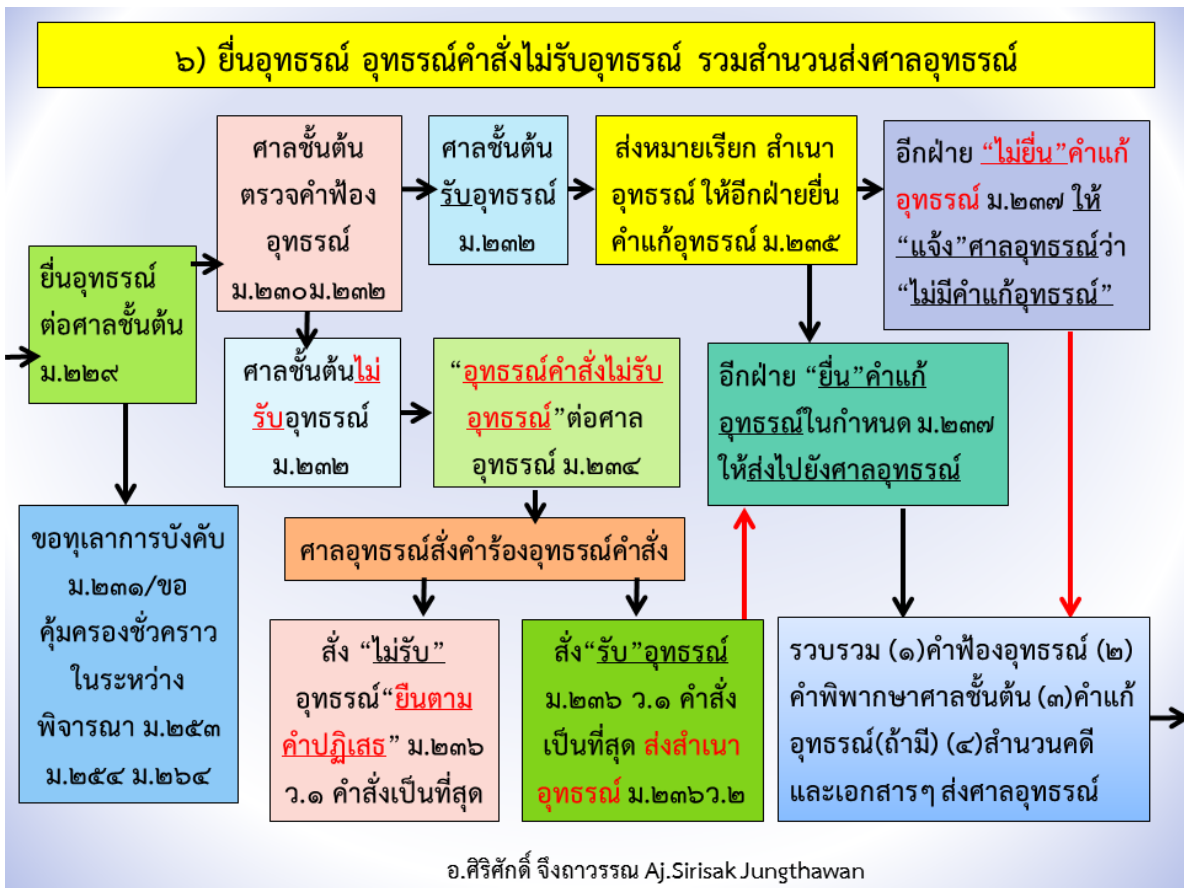 ๖) ยื่นอุทธรณ์ อุทธรณ์คำสั่งไม่รับอุทธรณ์ รวมสำนวนส่งศาลอุทธรณ์
ยื่นอุทธรณ์
ต่อศาลชั้นต้น
ม.๒๒๙
ศาลชั้นต้น
ตรวจคำฟ้อง
อุทธรณ์
ม.๒๓๐ม.๒๓๒
ศาลชั้นต้น
รับอุทธรณ์
ม.๒๓๒
ส่งหมายเรียก สำเนา
อุทธรณ์ ให้อีกฝ่ายยื่น
คำแก้อุทธรณ์ ม.๒๓๕
อีกฝ่าย “ไม่ยื่น”คำแก้
อุทธรณ์ ม.๒๓๗ ให้
“แจ้ง”ศาลอุทธรณ์ว่า
“ไม่มีคำแก้อุทธรณ์”
ศาลชั้นต้นไม่
รับอุทธรณ์
ม.๒๓๒
“อุทธรณ์คำสั่งไม่รับ
อุทธรณ์”ต่อศาล
อุทธรณ์ ม.๒๓๔
อีกฝ่าย “ยื่น”คำแก้
อุทธรณ์ในกำหนด ม.๒๓๗
ให้ส่งไปยังศาลอุทธรณ์
ขอทุเลาการบังคับ
ม.๒๓๑/ขอ
คุ้มครองชั่วคราว
ในระหว่าง
พิจารณา ม.๒๕๓
ม.๒๕๔ ม.๒๖๔
ศาลอุทธรณ์สั่งคำร้องอุทธรณ์คำสั่ง
สั่ง “ไม่รับ”
อุทธรณ์“ยืนตาม
คำปฏิเสธ” ม.๒๓๖
ว.๑ คำสั่งเป็นที่สุด
สั่ง“รับ”อุทธรณ์
ม.๒๓๖ ว.๑ คำสั่ง
เป็นที่สุด ส่งสำเนา
อุทธรณ์ ม.๒๓๖ว.๒
รวบรวม (๑)คำฟ้องอุทธรณ์ (๒)
คำพิพากษาศาลชั้นต้น (๓)คำแก้
อุทธรณ์(ถ้ามี) (๔)สำนวนคดี
และเอกสารๆ ส่งศาลอุทธรณ์
อ.ศิริศักดิ์ จึงถาวรรณ Aj.Sirisak Jungthawan